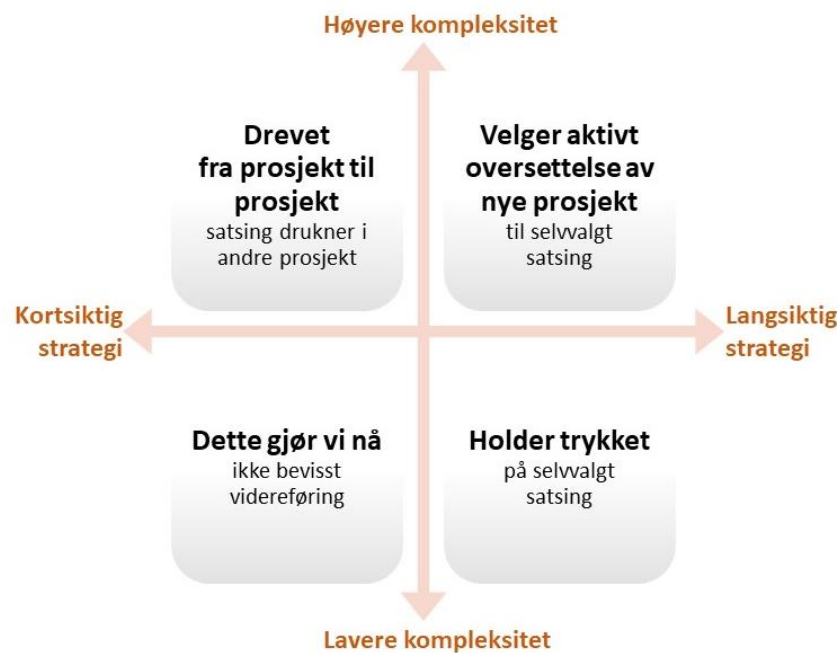 Høyere kompleksitet
Drevet
fra prosjekt til
prosjekt
satsing drukner i
andre prosjekt
Velger aktivt
oversettelse av
nye prosjekt
til selvvalgt
satsing
Kortsiktig
strategi
Langsiktig
strategi
Dette gjør vi nå
ikke bevisst
videreføring
Holder trykket
på selvvalgt
satsing
Lavere kompleksitet